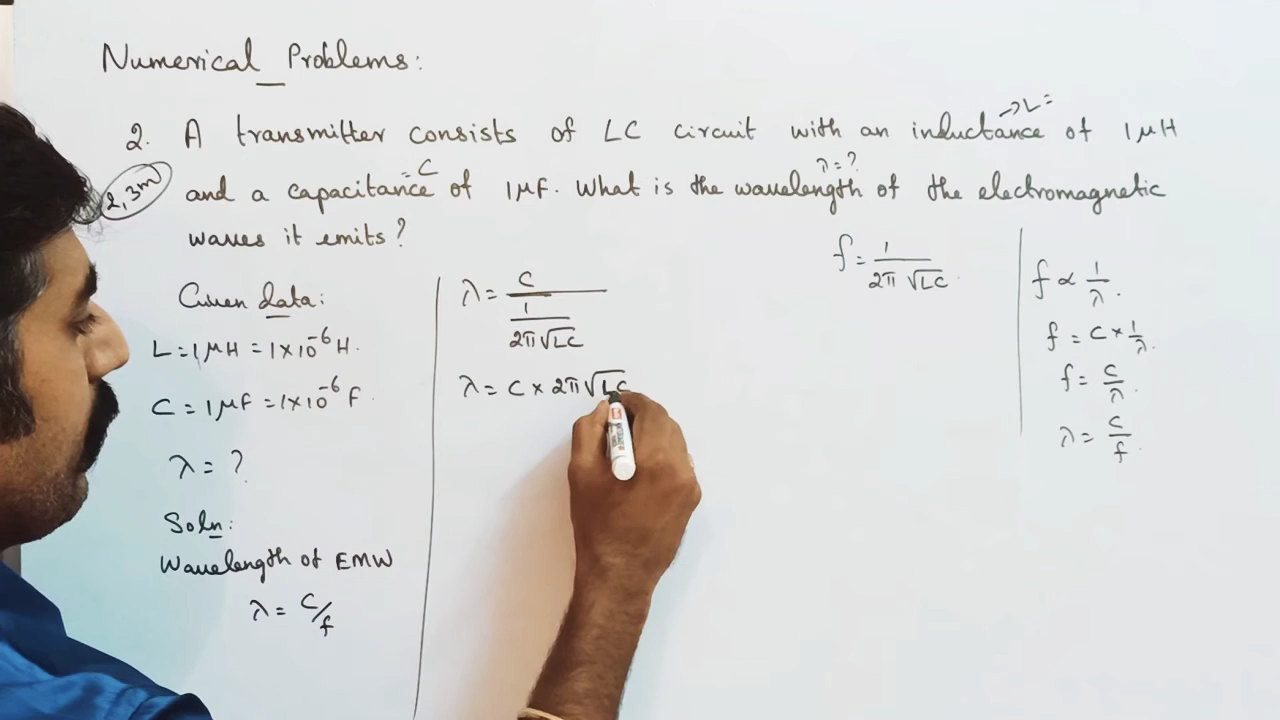 Numerical Problems:
→ L =
2. A transmitter consists of LC circuit with an inductance of 1μH
= C
λ = ?
2,3m
and a capacitance of 1μF. What is the wavelength of the electromagnetic
waves it emits?
Given data:
L = 1μH = 1×10⁻⁶ H.
C = 1μF = 1×10⁻⁶ F.
λ = ?
Soln:
Wavelength of EMW
λ = C/f
λ = C / (1 / 2π √LC)
λ = C × 2π √LC
f = 1 / 2π √LC.
f ∝ 1/λ.
f = C × 1/λ.
f = C/λ.
λ = C/f.